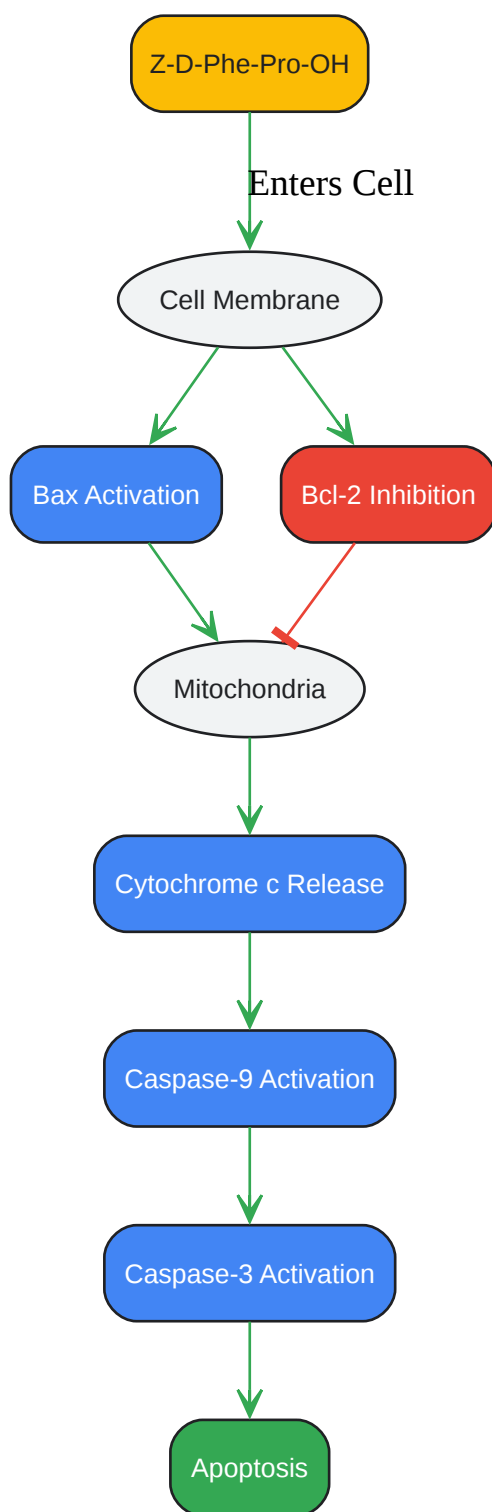 Z-D-Phe-Pro-OH
Enters Cell
Cell Membrane
Bax Activation
Bcl-2 Inhibition
Mitochondria
Cytochrome c Release
Caspase-9 Activation
Caspase-3 Activation
Apoptosis